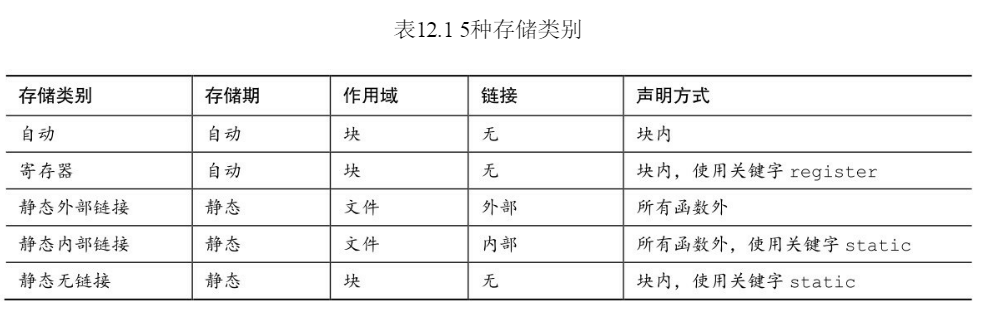 表12.1 5种存储类别
存储类别 存储期 作用域 链接 声明方式
自动 自动 块 无 块内
寄存器 自动 块 无 块内，使用关键字 register
静态外部链接 静态 文件 外部 所有函数外
静态内部链接 静态 文件 内部 所有函数外，使用关键字 static
静态无链接 静态 块 无 块内，使用关键字 static